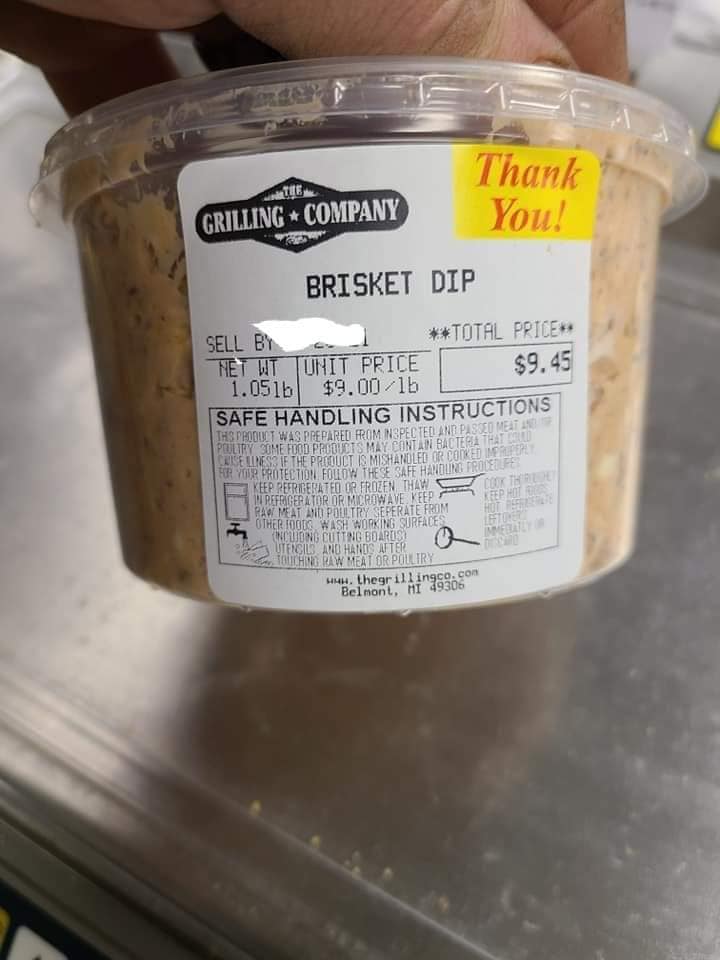 THE
GRILLING ★ COMPANY
Thank
You!
BRISKET DIP
SELL BY
**TOTAL PRICE**
NET WT UNIT PRICE
1.05lb $9.00/lb
$9.45
SAFE HANDLING INSTRUCTIONS
THIS PRODUCT WAS PREPARED FROM INSPECTED AND PASSED MEAT AND/OR
POULTRY. SOME FOOD PRODUCTS MAY CONTAIN BACTERIA THAT COULD
CAUSE ILLNESS IF THE PRODUCT IS MISHANDLED OR COOKED IMPROPERLY.
FOR YOUR PROTECTION, FOLLOW THESE SAFE HANDLING PROCEDURES.
KEEP REFRIGERATED OR FROZEN. THAW
IN REFRIGERATOR OR MICROWAVE. KEEP
RAW MEAT AND POULTRY SEPERATE FROM
OTHER FOODS. WASH WORKING SURFACES
(INCLUDING CUTTING BOARDS)
UTENSILS, AND HANDS AFTER
TOUCHING RAW MEAT OR POULTRY
COOK THOROUGHLY
KEEP HOT FOODS
HOT. REFRIGERATE
LEFTOVERS
IMMEDIATLY OR
DISCARD
www.thegrillingco.com
Belmont, MI 49306